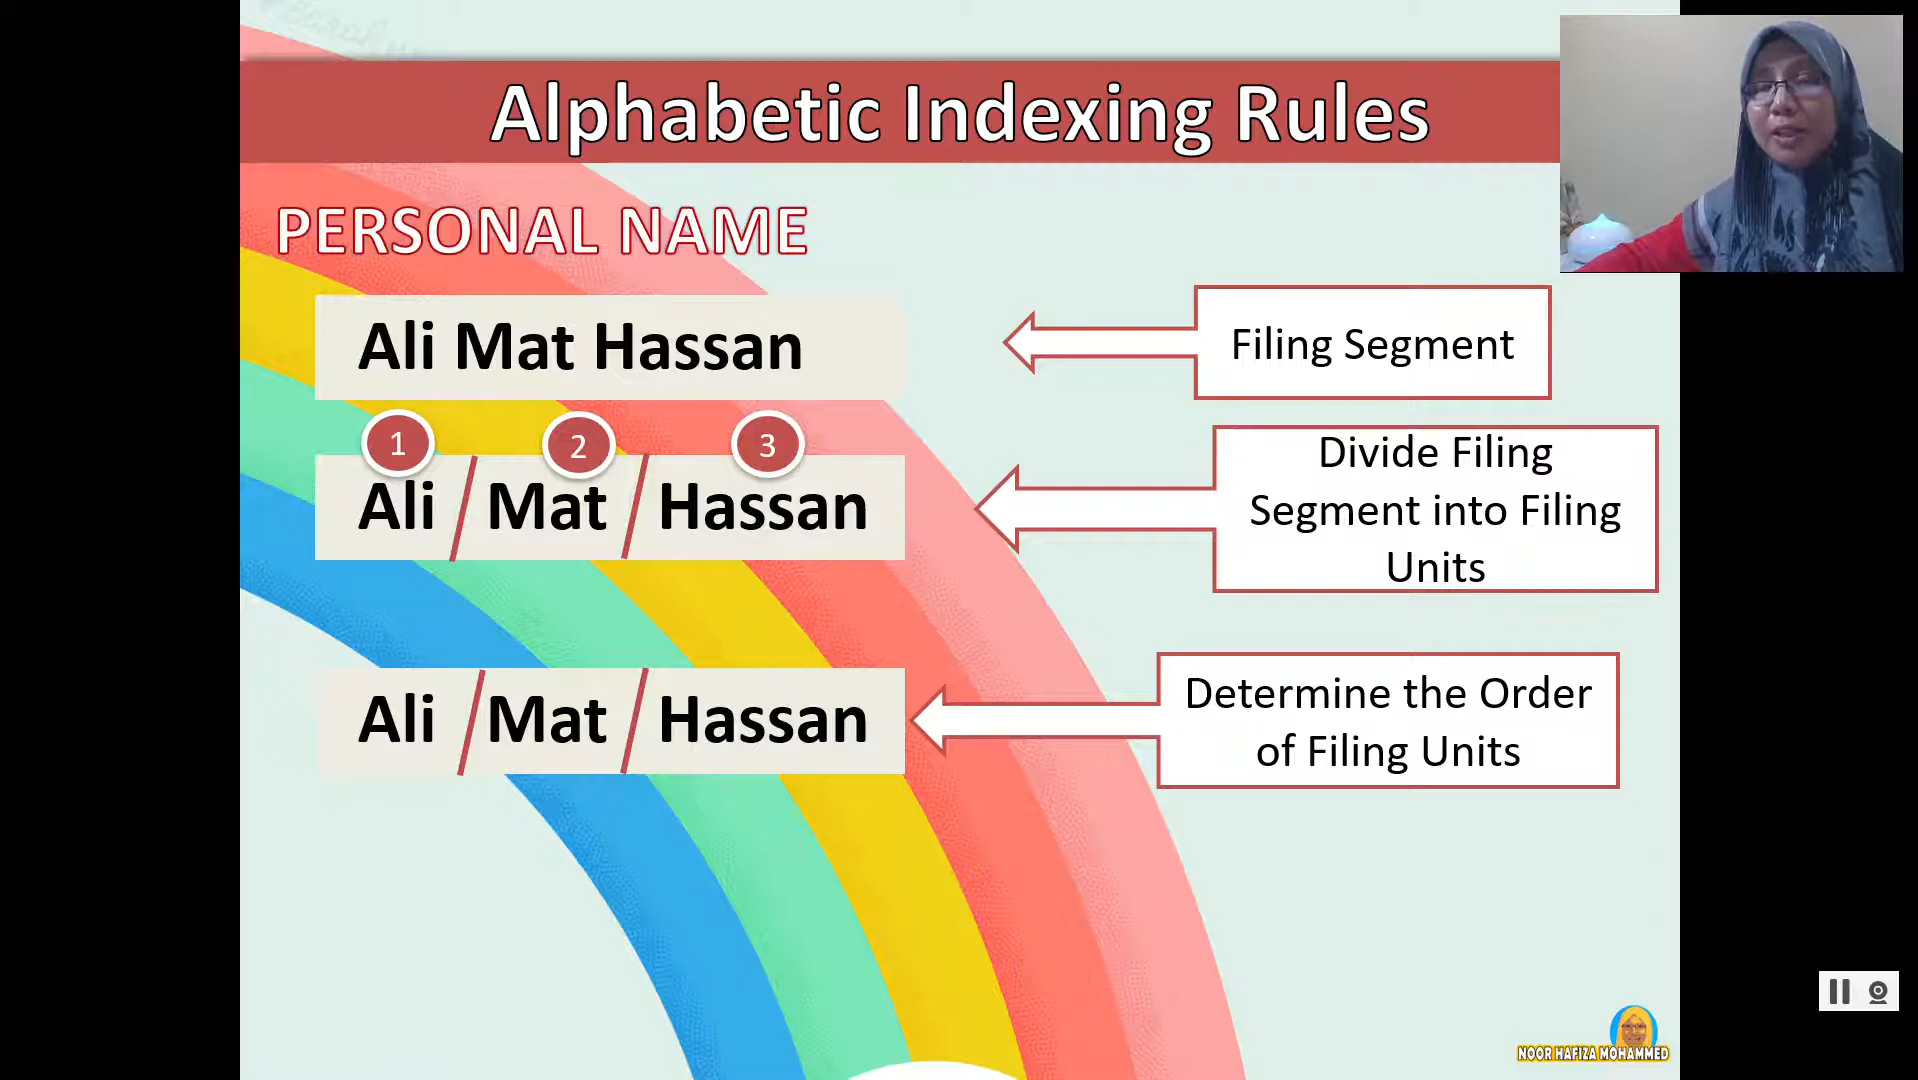 Alphabetic Indexing Rules
PERSONAL NAME
Ali Mat Hassan
Filing Segment
1 2 3
Ali / Mat / Hassan
Divide Filing
Segment into Filing
Units
Ali / Mat / Hassan
Determine the Order
of Filing Units
NOOR HAFIZA MOHAMMED